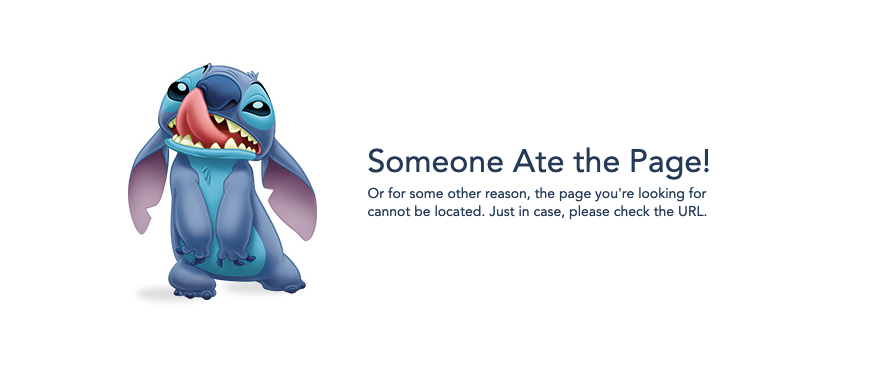 Someone Ate the Page!
Or for some other reason, the page you're looking for
cannot be located. Just in case, please check the URL.